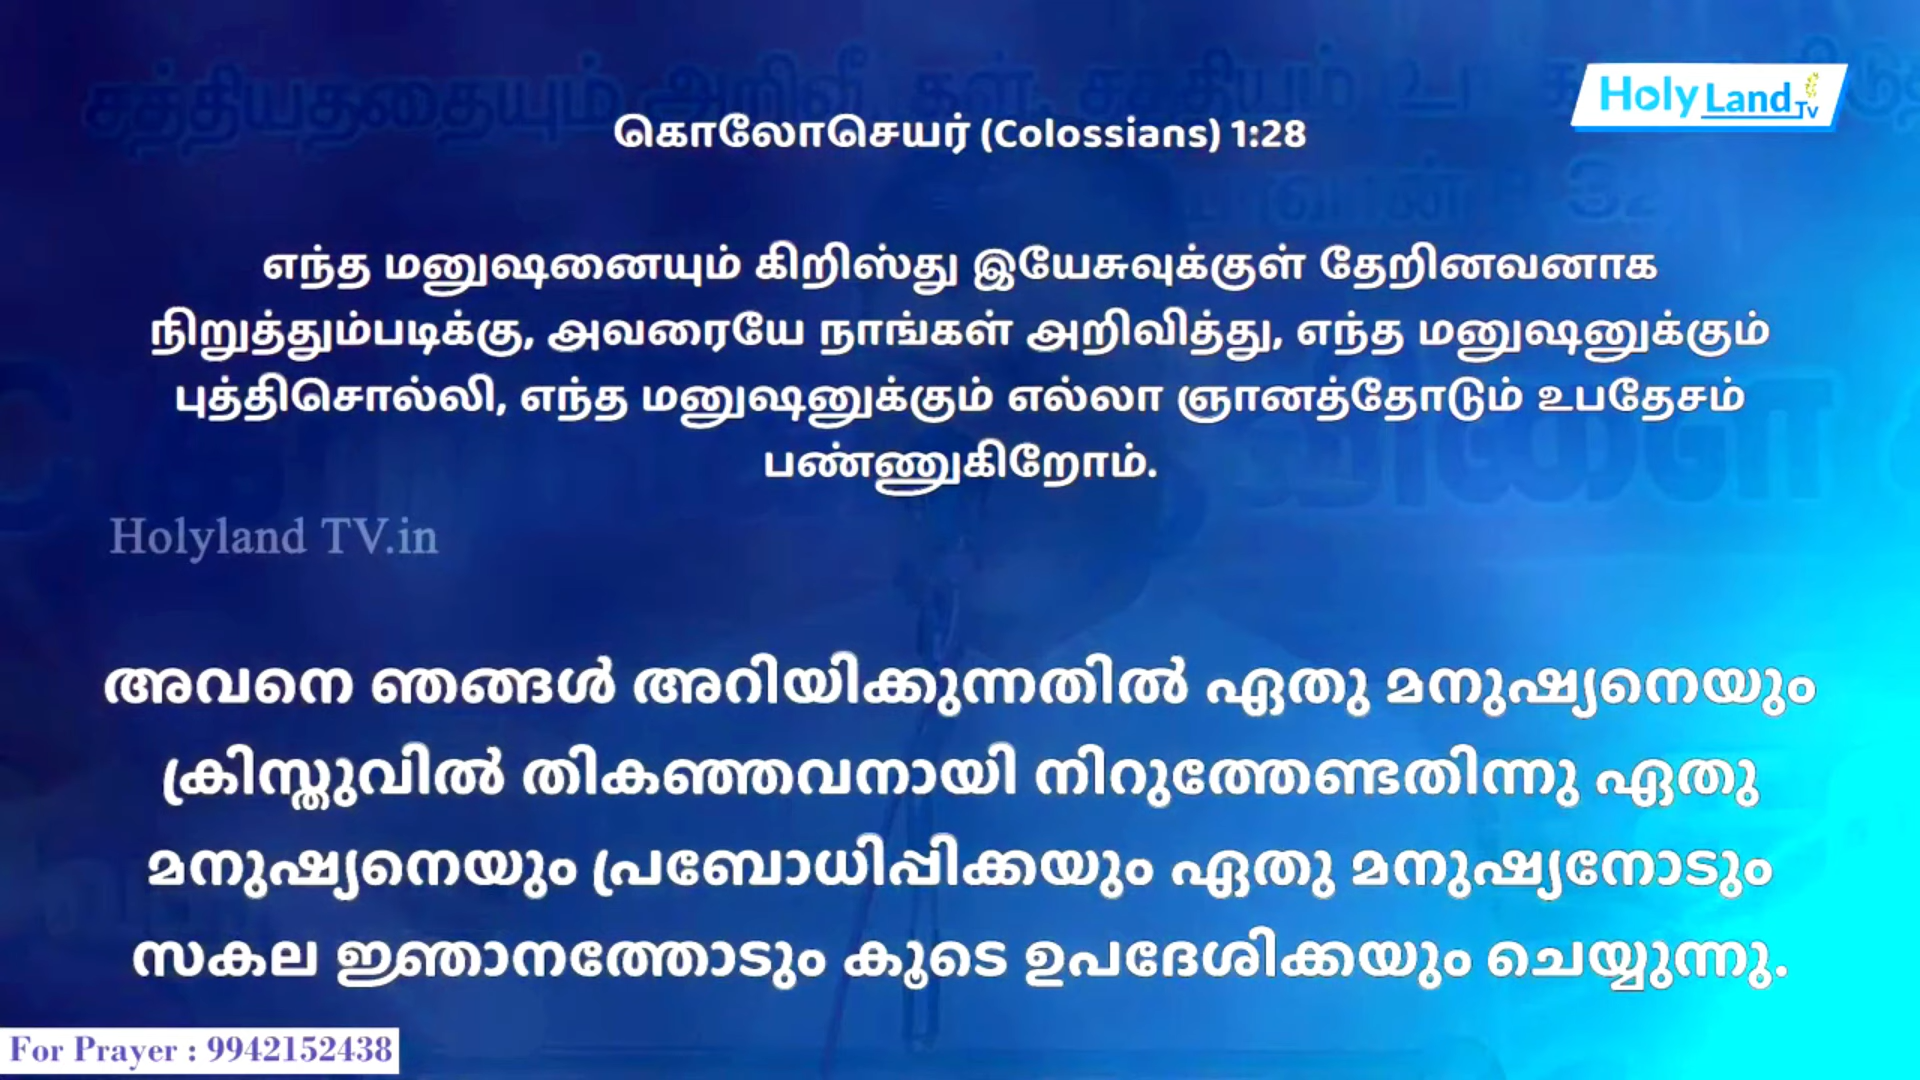 கொலோசெயர் (Colossians) 1:28
Holy Land TV
எந்த மனுஷனையும் கிறிஸ்து இயேசுவுக்குள் தேறினவனாக
நிறுத்தும்படிக்கு, அவரையே நாங்கள் அறிவித்து, எந்த மனுஷனுக்கும்
புத்திசொல்லி, எந்த மனுஷனுக்கும் எல்லா ஞானத்தோடும் உபதேசம்
பண்ணுகிறோம்.
Holyland TV.in
അവനെ ഞങ്ങൾ അറിയിക്കുന്നതിൽ ഏതു മനുഷ്യനെയും
ക്രിസ്തുവിൽ തികഞ്ഞവനായി നിറുത്തേണ്ടതിന്നു ഏതു
മനുഷ്യനെയും പ്രബോധിപ്പിക്കയും ഏതു മനുഷ്യനോടും
സകല ജ്ഞാനത്തോടും കൂടെ ഉപദേശിക്കയും ചെയ്യുന്നു.
For Prayer : 9942152438